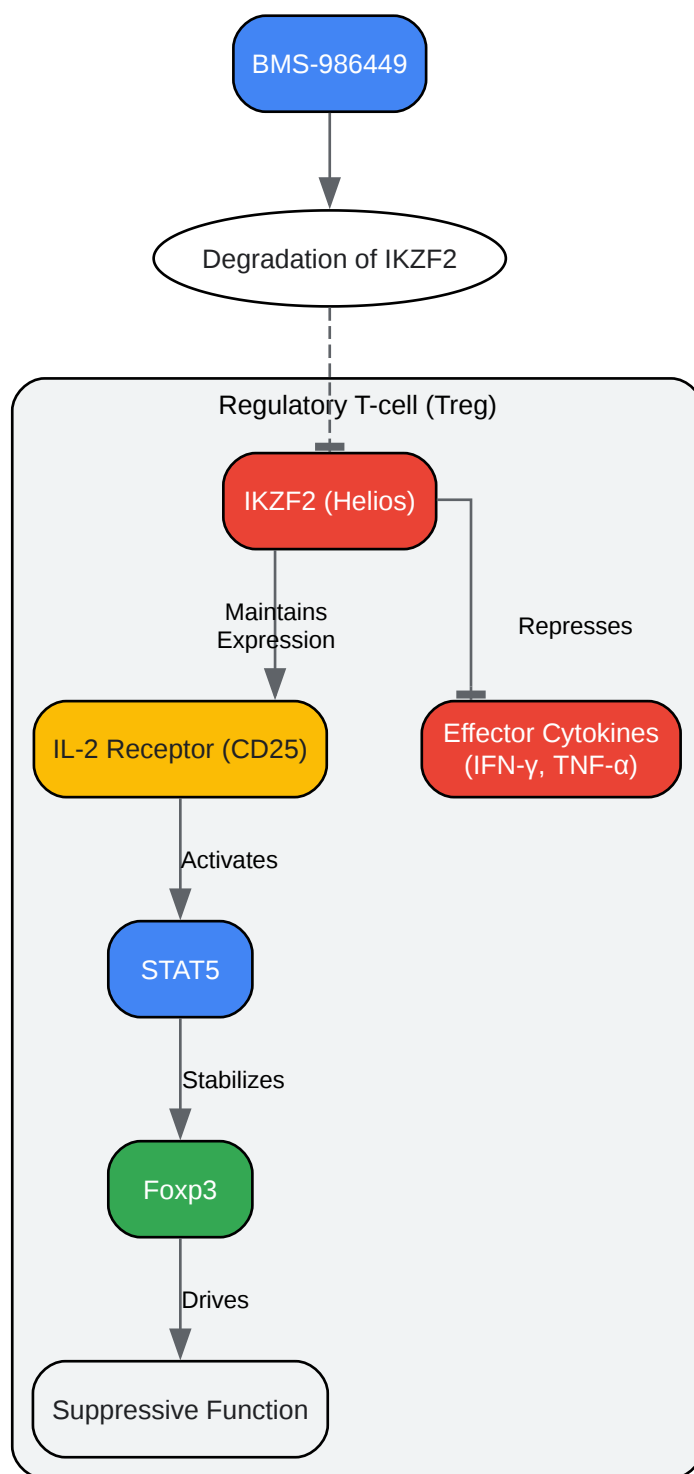 BMS-986449
Degradation of IKZF2
Regulatory T-cell (Treg)
IKZF2 (Helios)
Maintains
Expression
Represses
IL-2 Receptor (CD25)
Effector Cytokines
(IFN-γ, TNF-α)
Activates
STAT5
Stabilizes
Foxp3
Drives
Suppressive Function